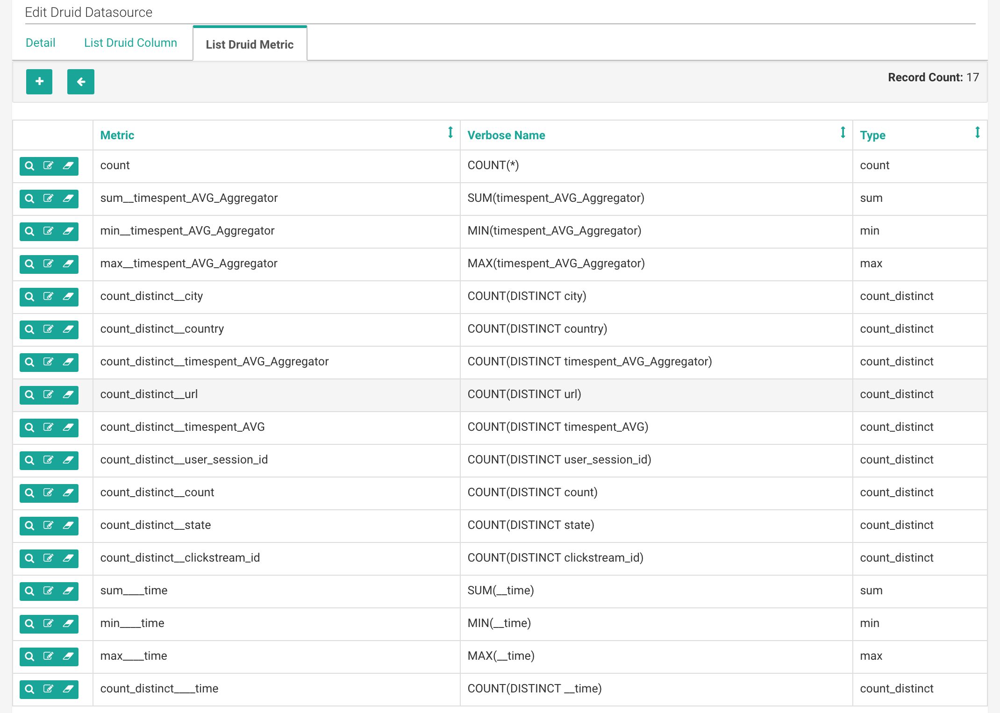 Edit Druid Datasource
Detail List Druid Column List Druid Metric
Record Count: 17
Metric Verbose Name Type
count COUNT(*) count
sum__timespent_AVG_Aggregator SUM(timespent_AVG_Aggregator) sum
min__timespent_AVG_Aggregator MIN(timespent_AVG_Aggregator) min
max__timespent_AVG_Aggregator MAX(timespent_AVG_Aggregator) max
count_distinct__city COUNT(DISTINCT city) count_distinct
count_distinct__country COUNT(DISTINCT country) count_distinct
count_distinct__timespent_AVG_Aggregator COUNT(DISTINCT timespent_AVG_Aggregator) count_distinct
count_distinct__url COUNT(DISTINCT url) count_distinct
count_distinct__timespent_AVG COUNT(DISTINCT timespent_AVG) count_distinct
count_distinct__user_session_id COUNT(DISTINCT user_session_id) count_distinct
count_distinct__count COUNT(DISTINCT count) count_distinct
count_distinct__state COUNT(DISTINCT state) count_distinct
count_distinct__clickstream_id COUNT(DISTINCT clickstream_id) count_distinct
sum____time SUM(__time) sum
min____time MIN(__time) min
max____time MAX(__time) max
count_distinct____time COUNT(DISTINCT __time) count_distinct